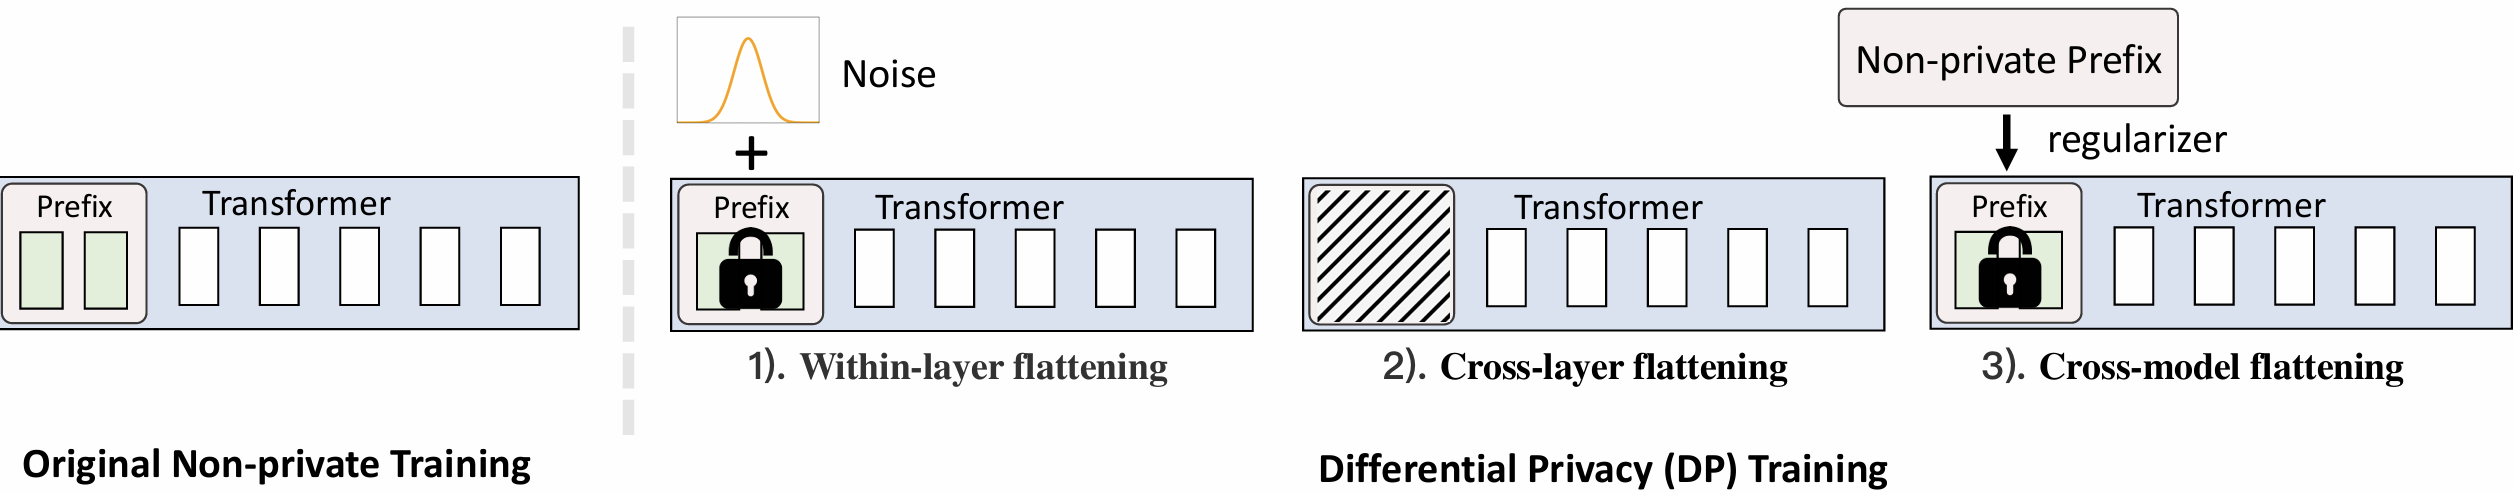 Noise
+
Non-private Prefix
regularizer
Prefix
Transformer
Prefix
Transformer
Transformer
Prefix
Transformer
1). Within-layer flattening
2). Cross-layer flattening
3). Cross-model flattening
Original Non-private Training
Differential Privacy (DP) Training